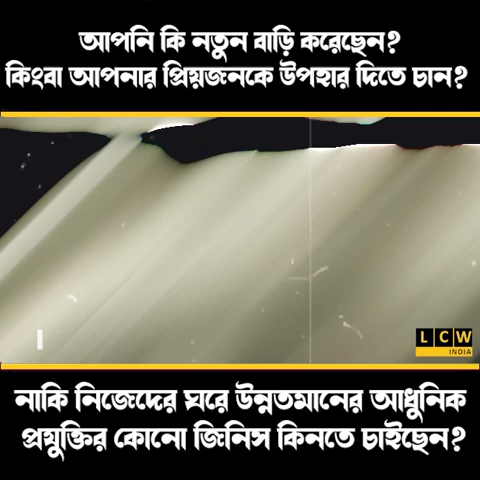 আপনি কি নতুন বাড়ি করেছেন?
কিংবা আপনার প্রিয়জনকে উপহার দিতে চান?
LCW
INDIA
নাকি নিজেদের ঘরে উন্নতমানের আধুনিক
প্রযুক্তির কোনো জিনিস কিনতে চাইছেন?